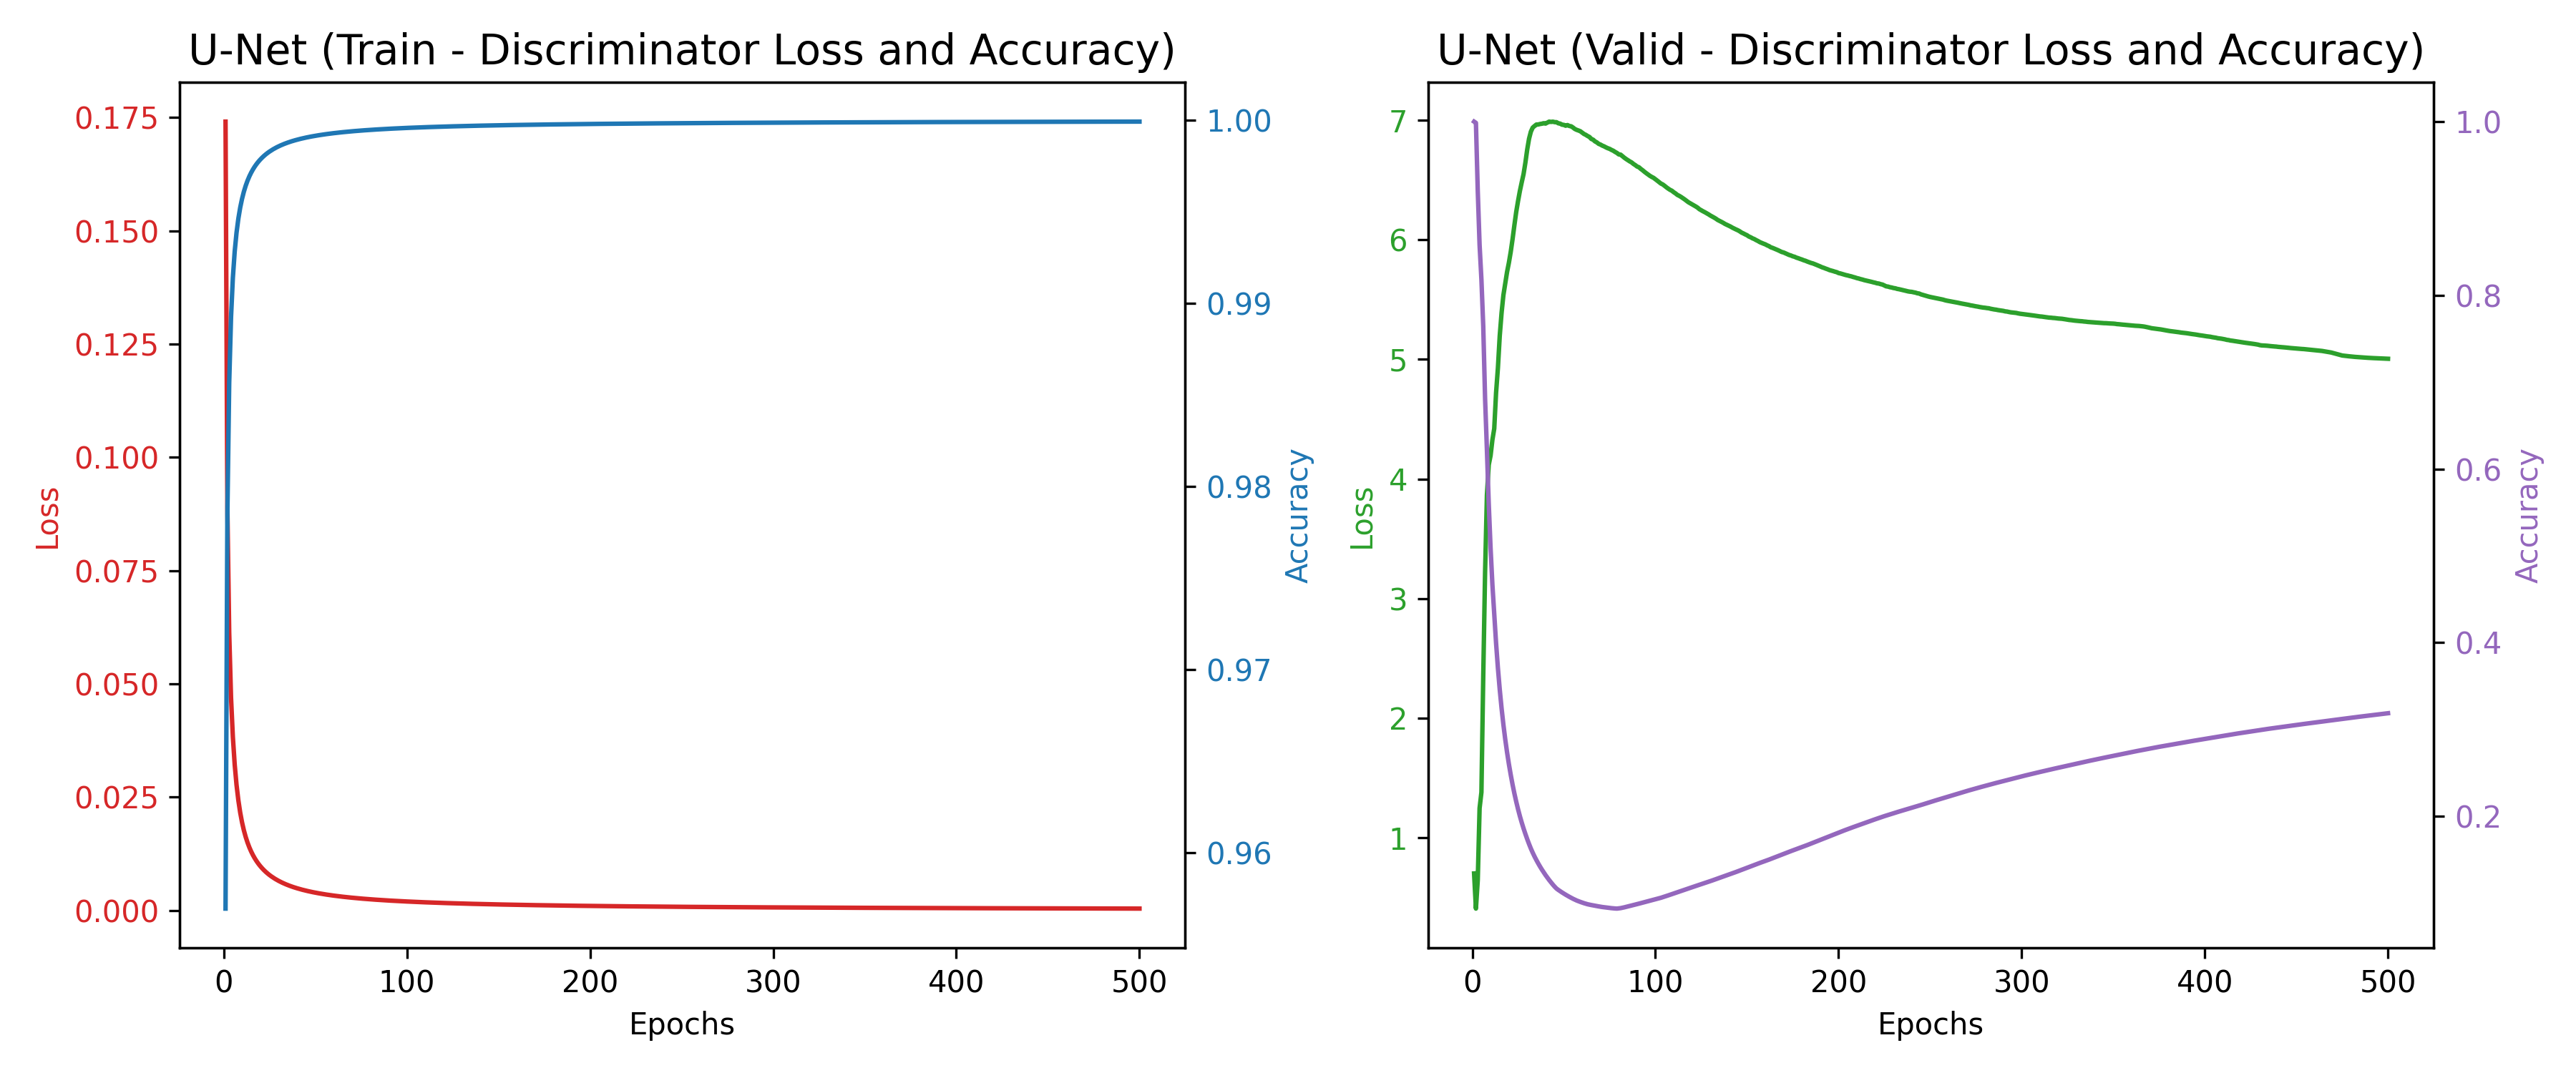 U-Net (Train - Discriminator Loss and Accuracy)
0.175
0.150
0.125
0.100
0.075
0.050
0.025
0.000
Loss
1.00
0.99
0.98
0.97
0.96
Accuracy
0 100 200 300 400 500
Epochs
U-Net (Valid - Discriminator Loss and Accuracy)
7
6
5
4
3
2
1
Loss
1.0
0.8
0.6
0.4
0.2
Accuracy
0 100 200 300 400 500
Epochs